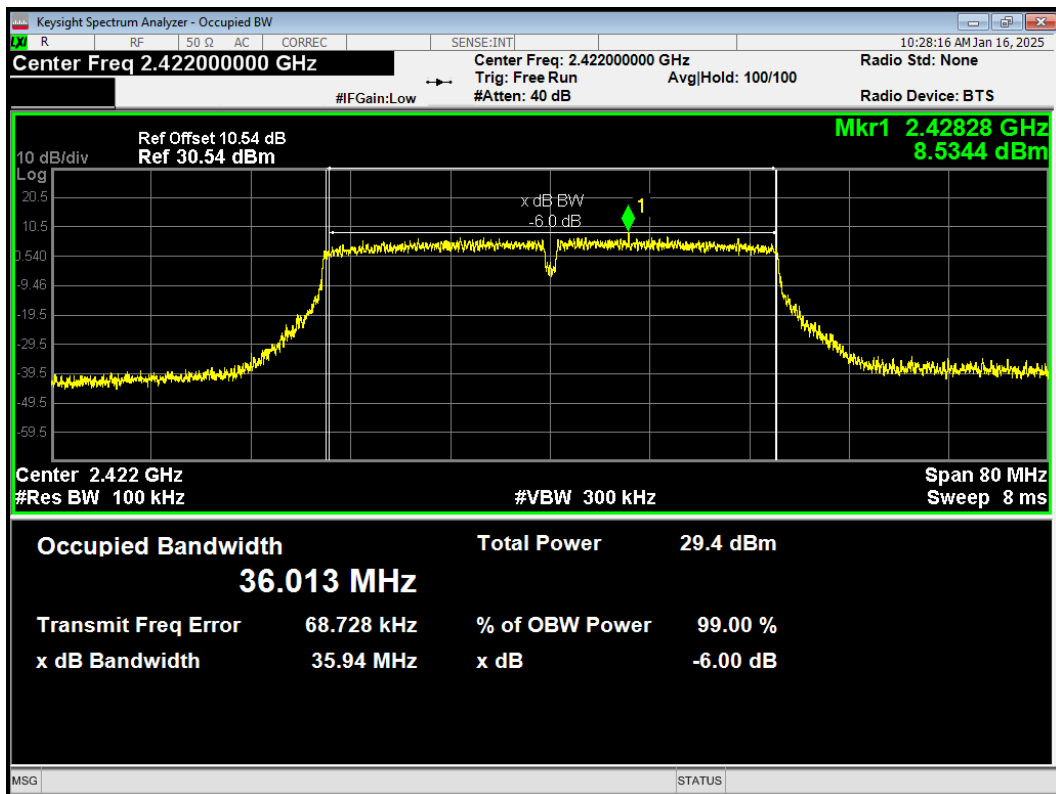 Keysight Spectrum Analyzer - Occupied BW
LXI R RF 50 Ω AC CORREC SENSE:INT 10:28:16 AM Jan 16, 2025
Center Freq 2.422000000 GHz Center Freq: 2.422000000 GHz Radio Std: None
Trig: Free Run Avg|Hold: 100/100
#IFGain:Low #Atten: 40 dB Radio Device: BTS
Mkr1 2.42828 GHz
Ref Offset 10.54 dB 8.5344 dBm
10 dB/div Ref 30.54 dBm
Log
20.5
x dB BW 1
10.5 -6.0 dB
0.540
-9.46
-19.5
-29.5
-39.5
-49.5
-59.5
Center 2.422 GHz Span 80 MHz
#Res BW 100 kHz #VBW 300 kHz Sweep 8 ms
Occupied Bandwidth Total Power 29.4 dBm
36.013 MHz
Transmit Freq Error 68.728 kHz % of OBW Power 99.00 %
x dB Bandwidth 35.94 MHz x dB -6.00 dB
MSG STATUS